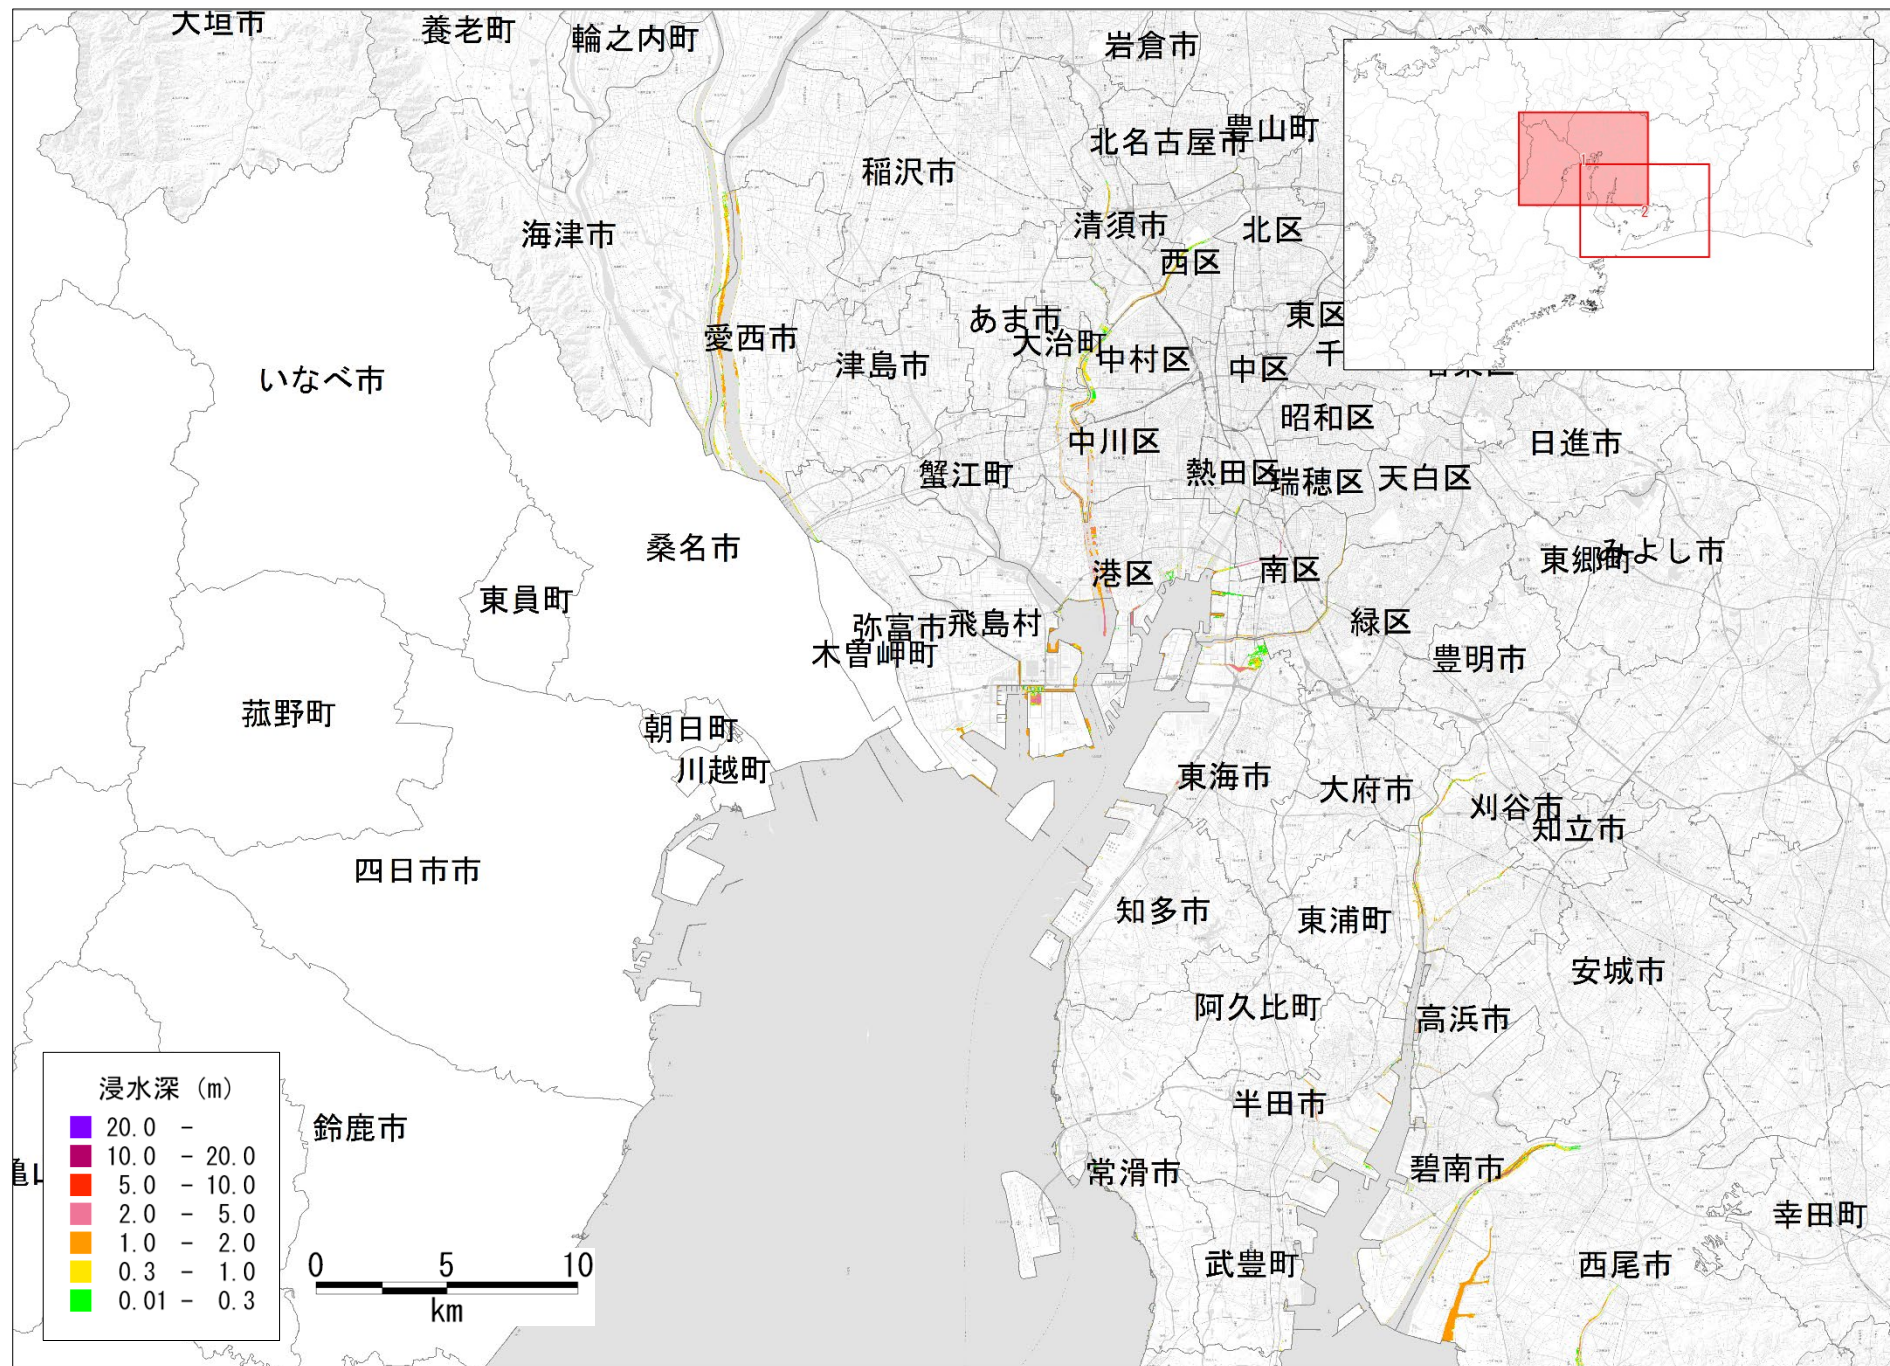 大垣市
養老町
輪之内町
岩倉市
豊山町
北名古屋市
稲沢市
清須市
北区
海津市
西区
あま市
東区
愛西市
大治町
千
津島市
中村区
中区
いなべ市
昭和区
中川区
日進市
蟹江町
熱田区
瑞穂区
天白区
桑名市
東郷町
みよし市
港区
南区
東員町
弥富市
飛島村
緑区
木曽岬町
豊明市
菰野町
朝日町
川越町
東海市
大府市
刈谷市
知立市
四日市市
知多市
東浦町
安城市
阿久比町
高浜市
半田市
鈴鹿市
常滑市
碧南市
幸田町
武豊町
西尾市
1
2
浸水深 (m)
20.0 -
10.0 - 20.0
5.0 - 10.0
2.0 - 5.0
1.0 - 2.0
0.3 - 1.0
0.01 - 0.3
0 5 10
km